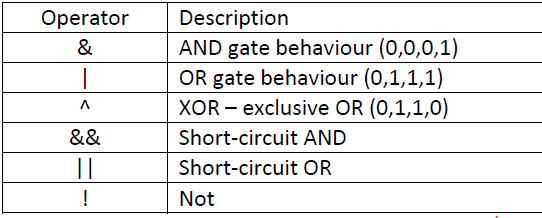 Operator Description
& AND gate behaviour (0,0,0,1)
| OR gate behaviour (0,1,1,1)
^ XOR – exclusive OR (0,1,1,0)
&& Short-circuit AND
|| Short-circuit OR
! Not